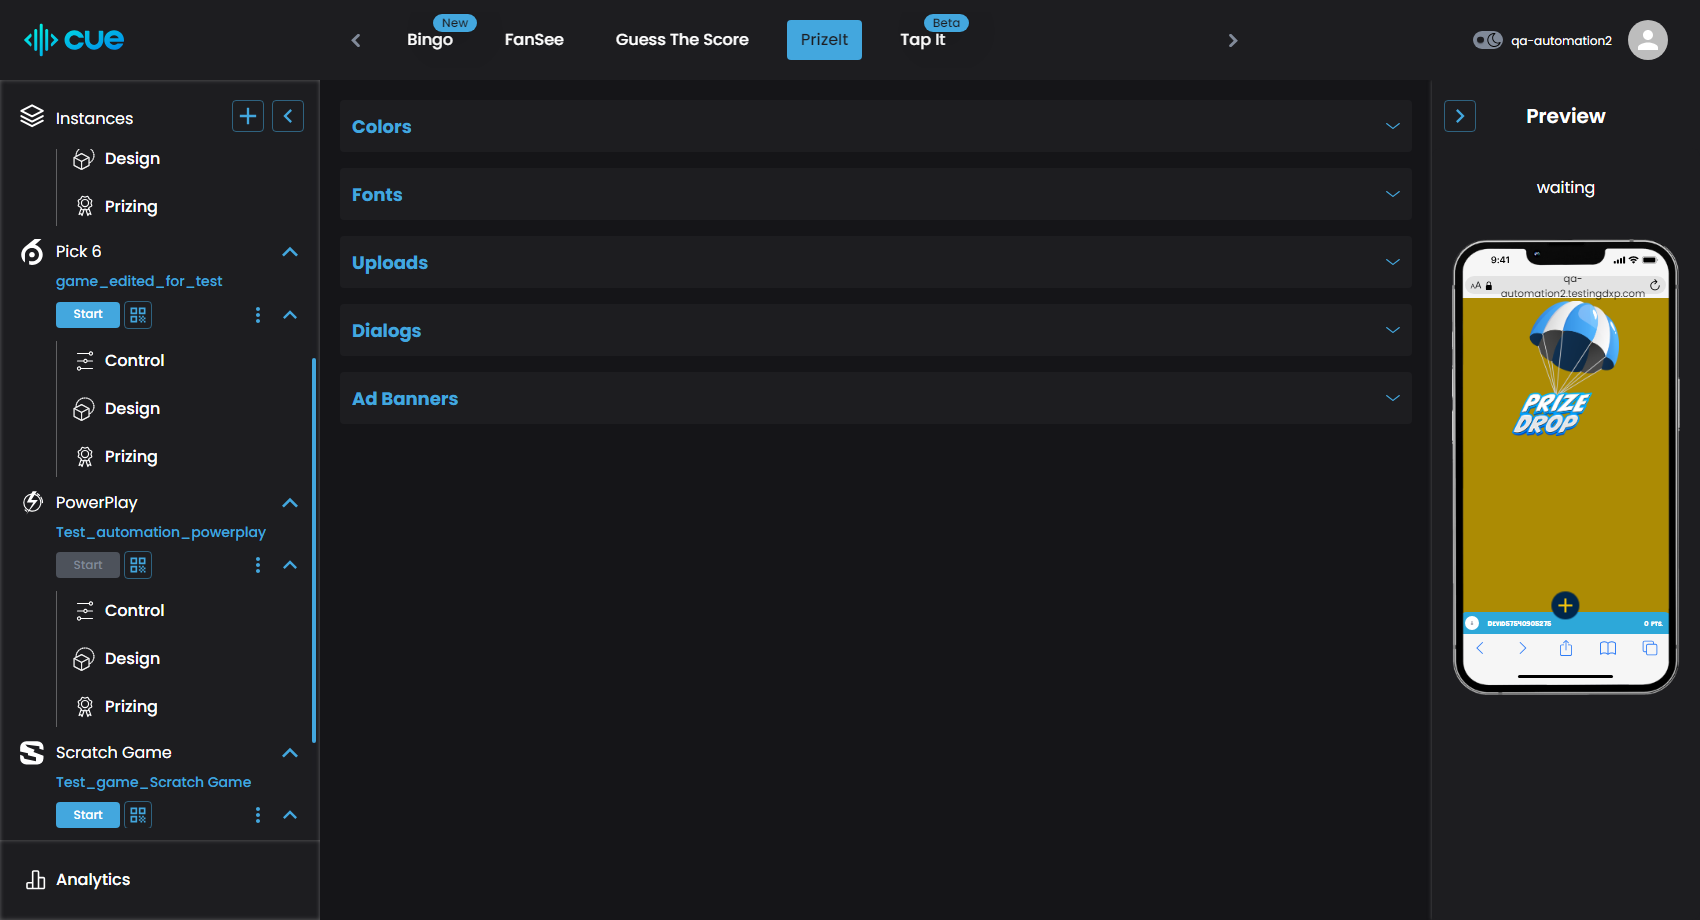 cue
Bingo
New
FanSee
Guess The Score
PrizeIt
Tap It
Beta
qa-automation2
Instances
Design
Prizing
Pick 6
game_edited_for_test
Start
Control
Design
Prizing
PowerPlay
Test_automation_powerplay
Start
Control
Design
Prizing
Scratch Game
Test_game_Scratch Game
Start
Analytics
Colors
Fonts
Uploads
Dialogs
Ad Banners
Preview
waiting
9:41
AA
qa-
automation2.testingdxp.com
PRIZE
DROP
0 PTS.